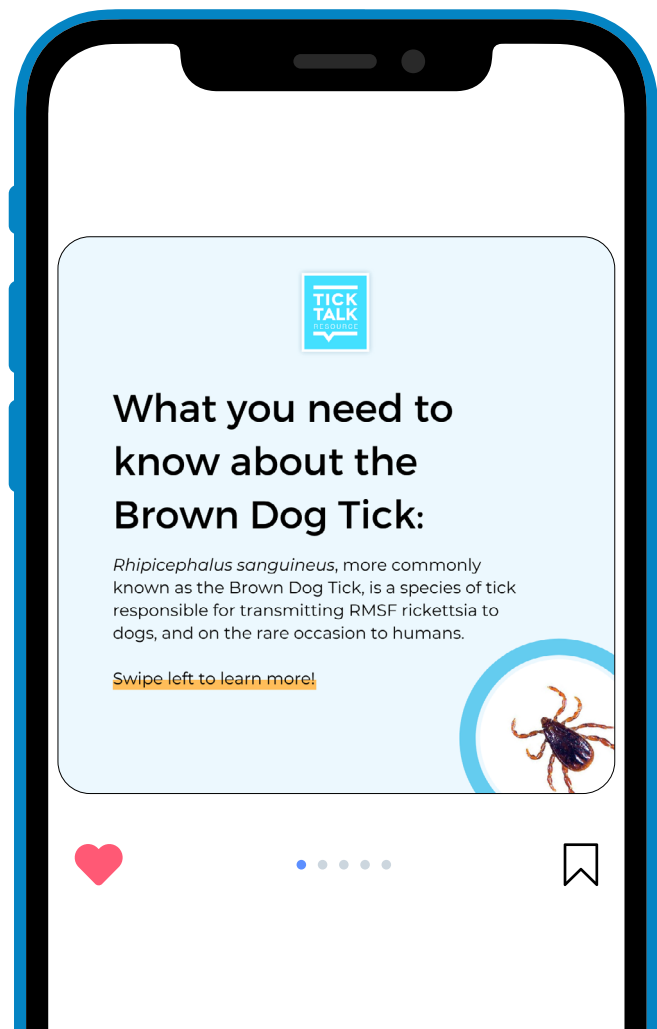 TICK
TALK
RESOURCE
What you need to
know about the
Brown Dog Tick:
Rhipicephalus sanguineus, more commonly
known as the Brown Dog Tick, is a species of tick
responsible for transmitting RMSF rickettsia to
dogs, and on the rare occasion to humans.
Swipe left to learn more!